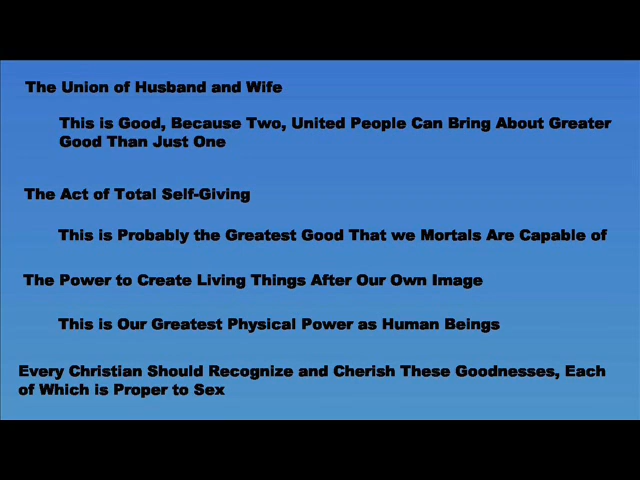 The Union of Husband and Wife
This is Good, Because Two, United People Can Bring About Greater
Good Than Just One
The Act of Total Self-Giving
This is Probably the Greatest Good That we Mortals Are Capable of
The Power to Create Living Things After Our Own Image
This is Our Greatest Physical Power as Human Beings
Every Christian Should Recognize and Cherish These Goodnesses, Each
of Which is Proper to Sex